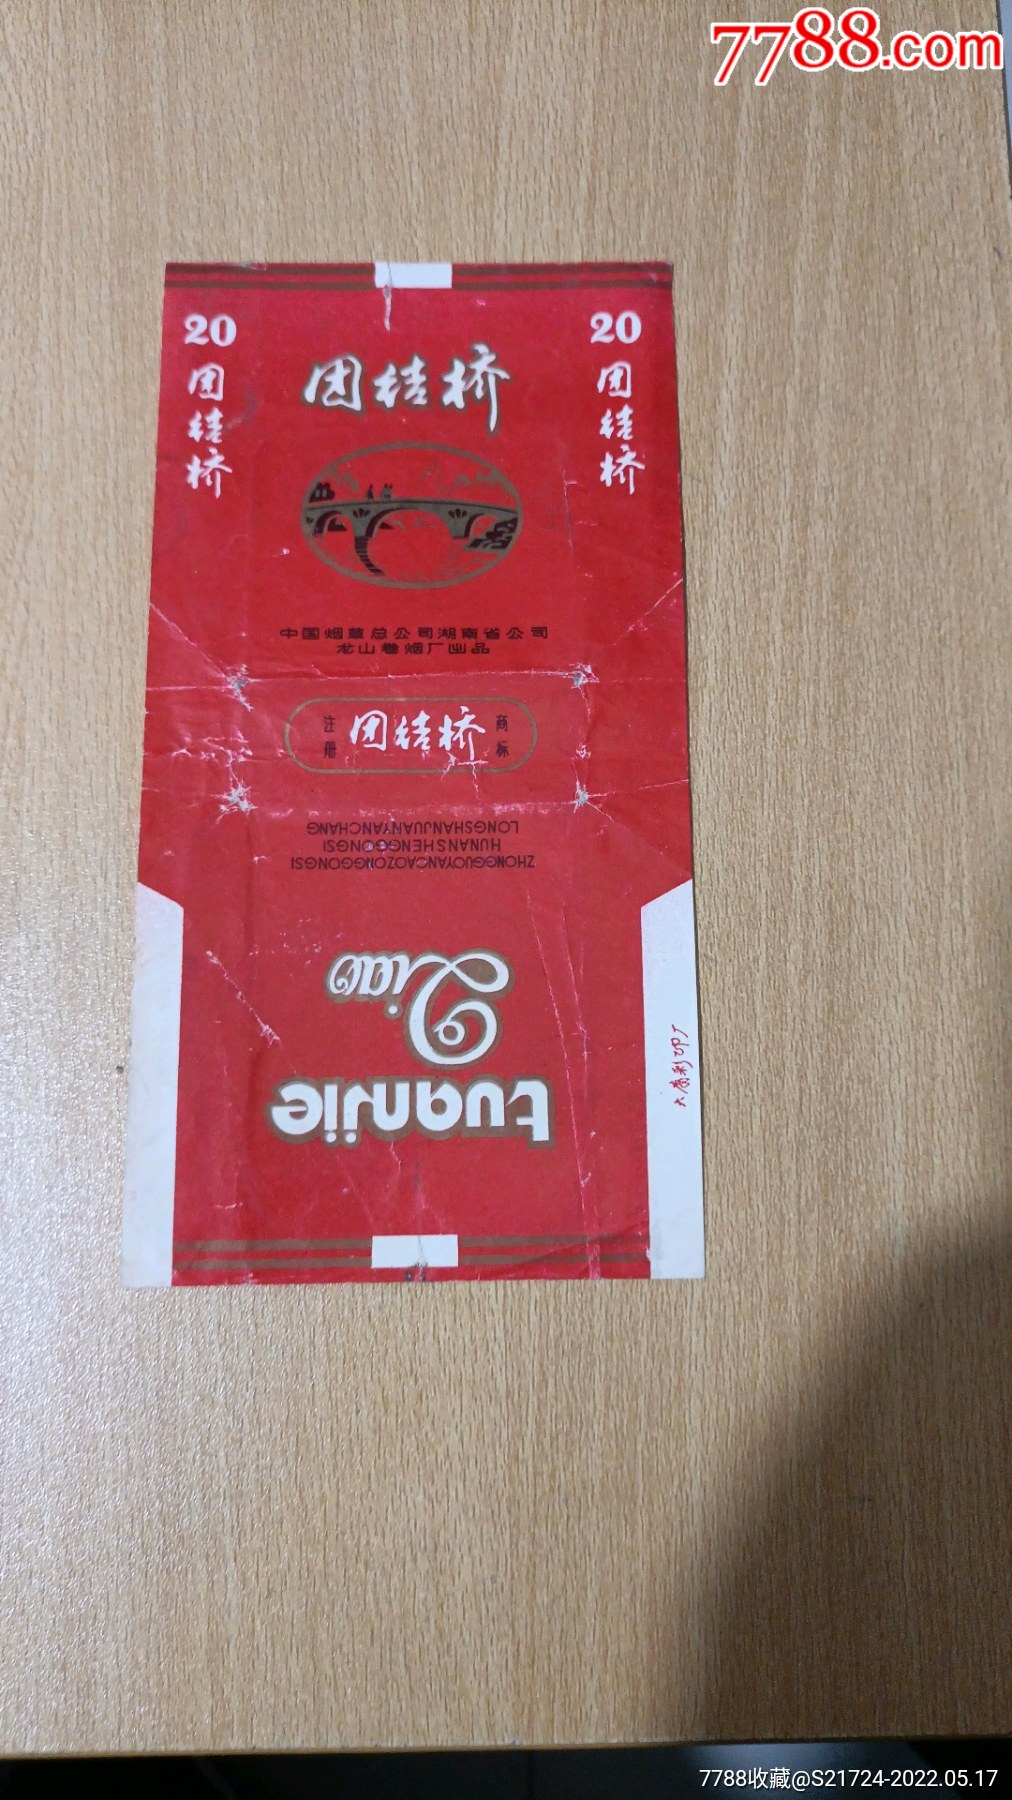 7788.com
20
团结桥
团结桥
20
团结桥
中国烟草总公司湖南省公司
龙山卷烟厂出品
注册
团结桥
商标
ZHONGGUOYANCAOZONGGONGSI
HUNANSHENGGONGSI
LONGSHANJUANYANCHANG
tuanjie
Qiao
7788收藏@S21724-2022.05.17